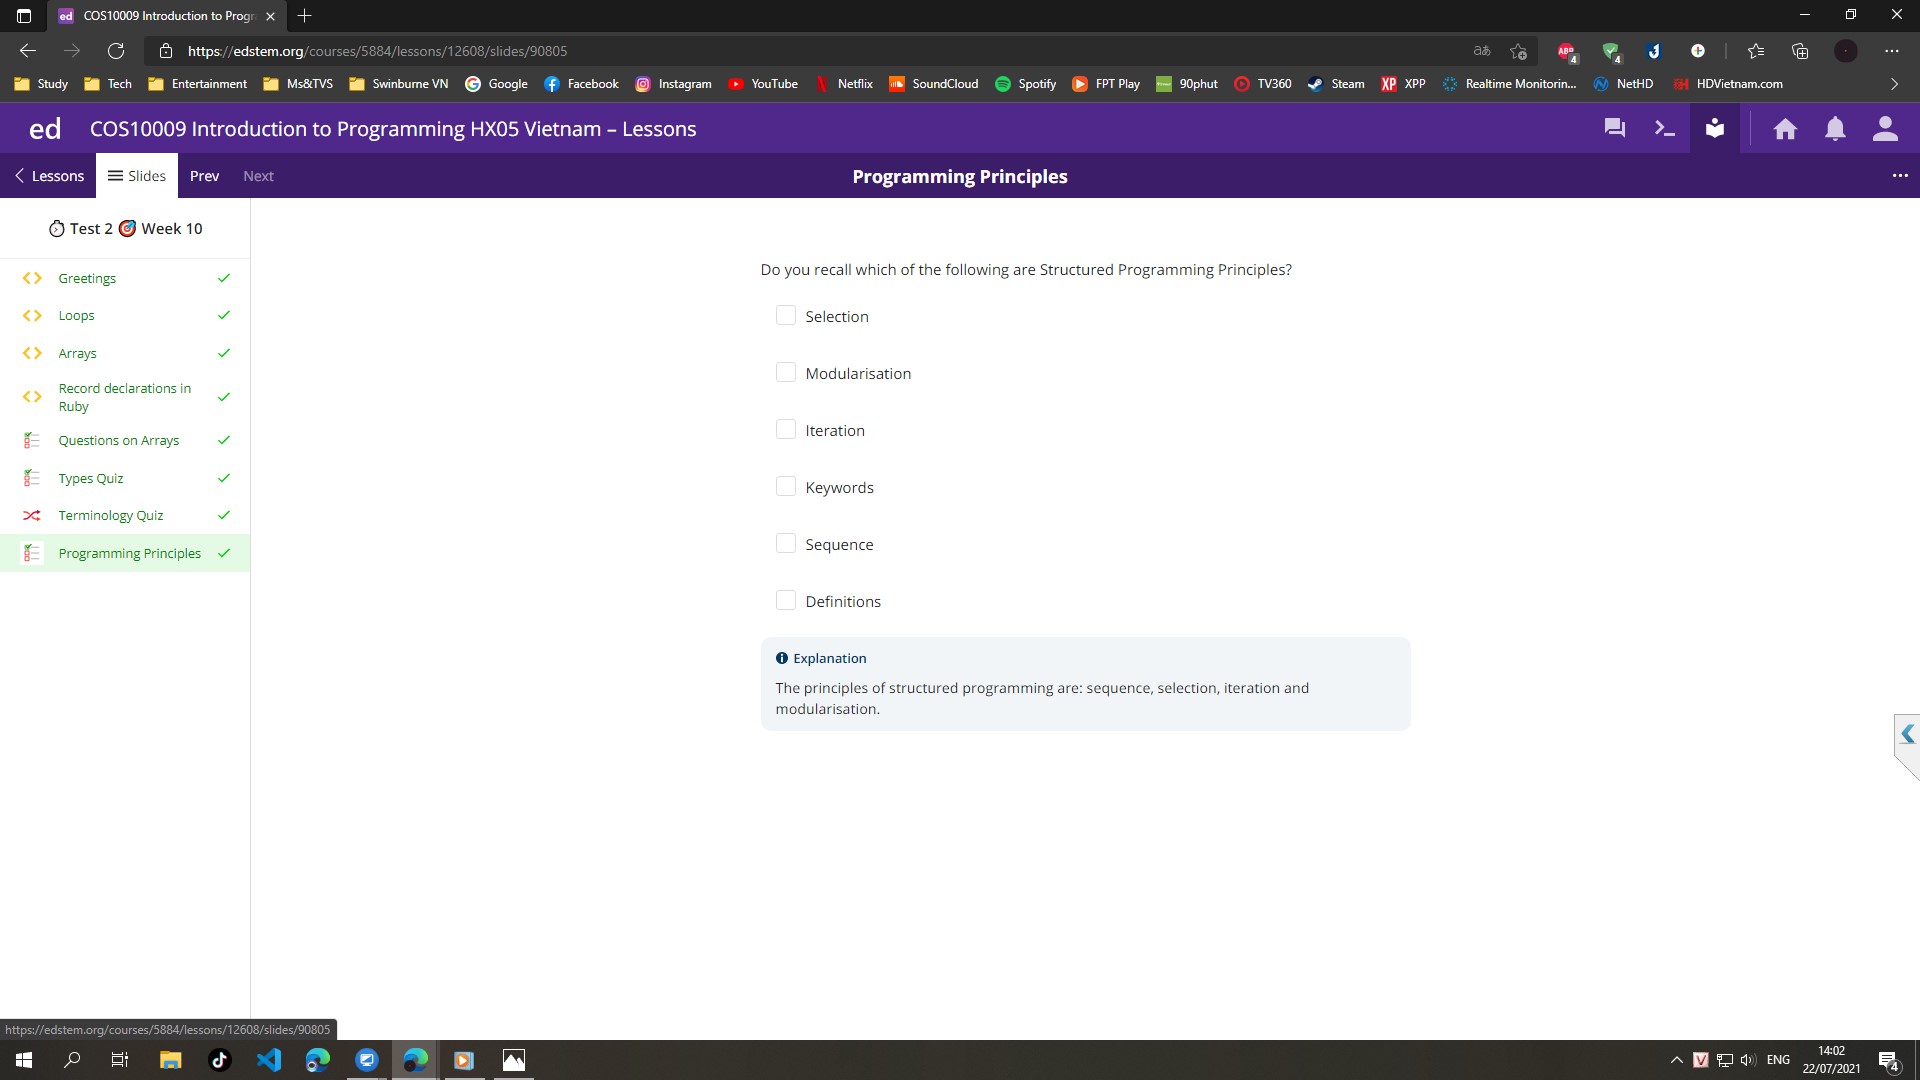 COS10009 Introduction to Progr
https://edstem.org/courses/5884/lessons/12608/slides/90805
aあ
ABP
4
4
Study
Tech
Entertainment
Ms&TVS
Swinburne VN
Google
Facebook
Instagram
YouTube
Netflix
SoundCloud
Spotify
FPT Play
90phut
TV360
Steam
XPP
Realtime Monitorin...
NetHD
HDVietnam.com
ed COS10009 Introduction to Programming HX05 Vietnam – Lessons
Lessons
Slides
Prev
Next
Programming Principles
Test 2 Week 10
Greetings
Loops
Arrays
Record declarations in
Ruby
Questions on Arrays
Types Quiz
Terminology Quiz
Programming Principles
Do you recall which of the following are Structured Programming Principles?
Selection
Modularisation
Iteration
Keywords
Sequence
Definitions
Explanation
The principles of structured programming are: sequence, selection, iteration and
modularisation.
https://edstem.org/courses/5884/lessons/12608/slides/90805
ENG
14:02
22/07/2021
4